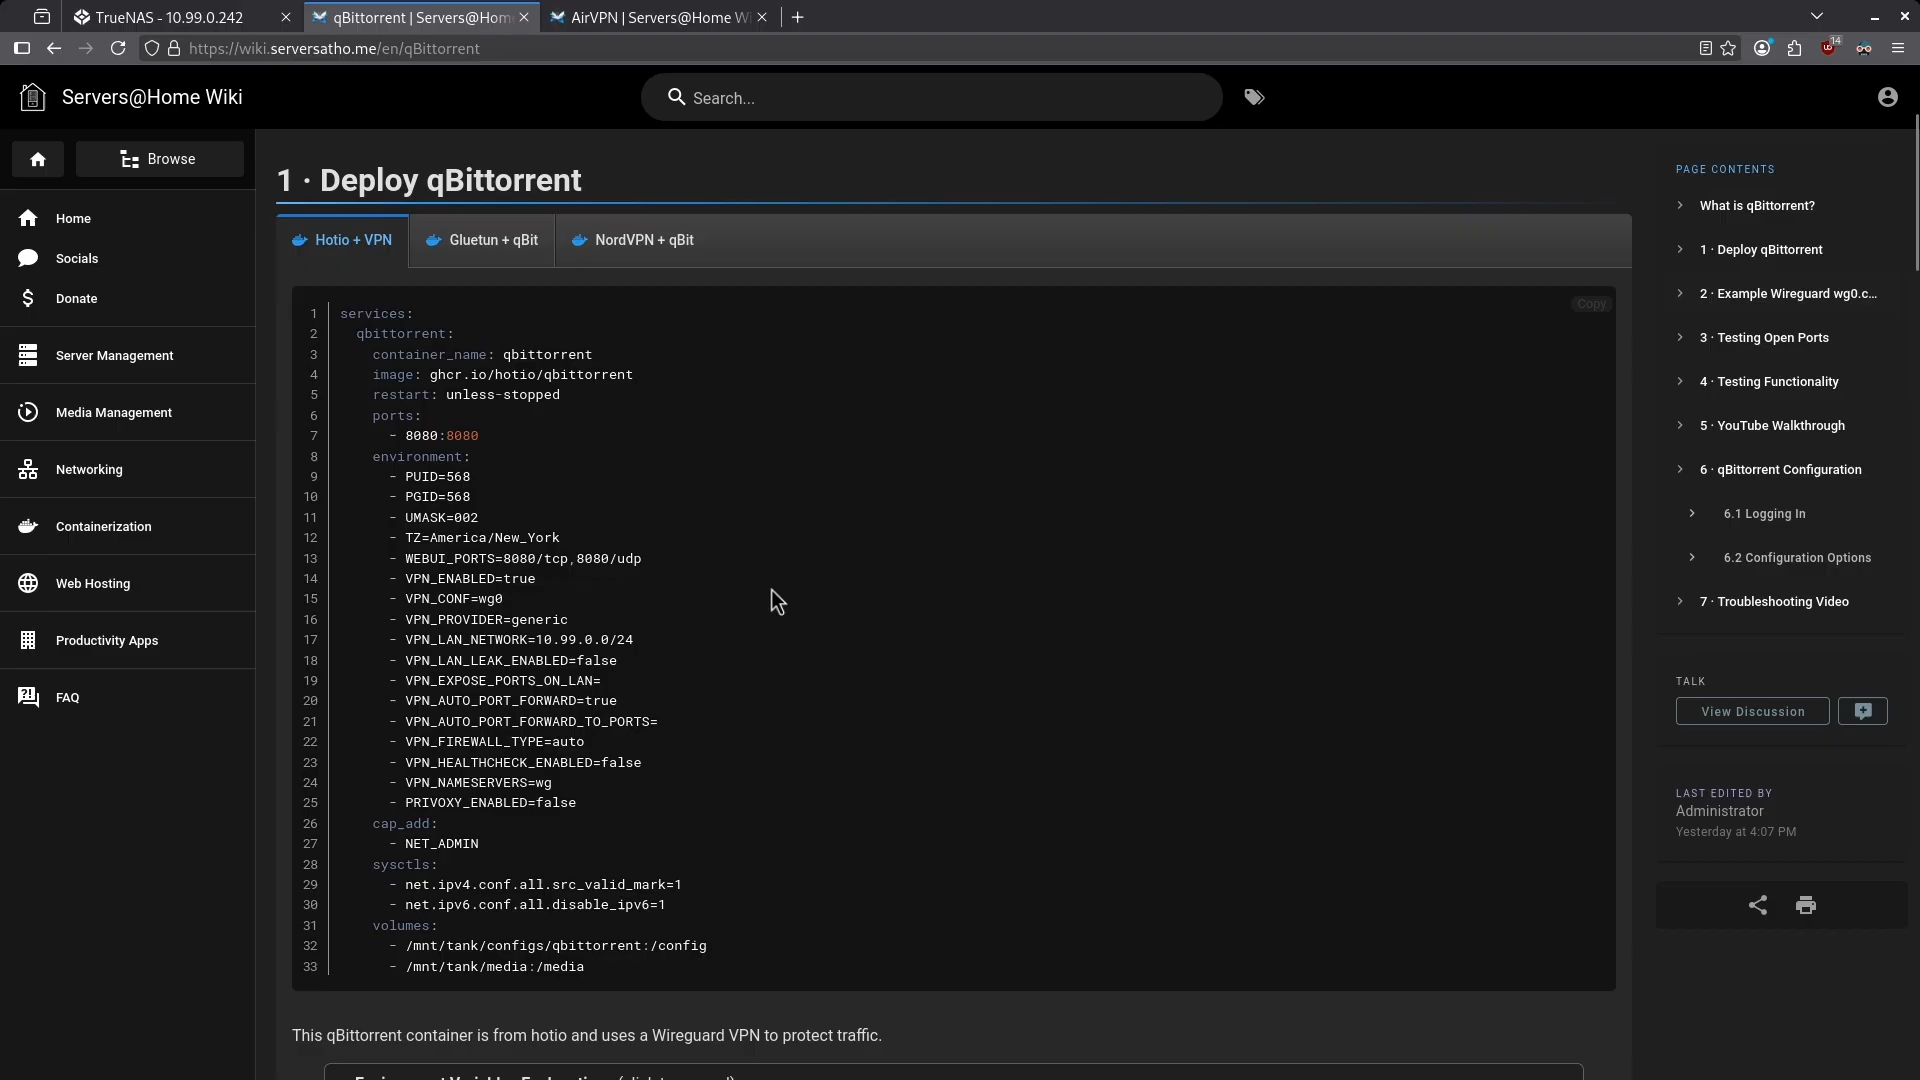 TrueNAS - 10.99.0.242
qBittorrent | Servers@Hom
AirVPN | Servers@Home W
https://wiki.serversatho.me/en/qBittorrent
14
Servers@Home Wiki
Search...
Browse
Home
Socials
Donate
Server Management
Media Management
Networking
Containerization
Web Hosting
Productivity Apps
FAQ
1 · Deploy qBittorrent
Hotio + VPN
Gluetun + qBit
NordVPN + qBit
Copy
1 services:
2 qbittorrent:
3 container_name: qbittorrent
4 image: ghcr.io/hotio/qbittorrent
5 restart: unless-stopped
6 ports:
7 - 8080:8080
8 environment:
9 - PUID=568
10 - PGID=568
11 - UMASK=002
12 - TZ=America/New_York
13 - WEBUI_PORTS=8080/tcp,8080/udp
14 - VPN_ENABLED=true
15 - VPN_CONF=wg0
16 - VPN_PROVIDER=generic
17 - VPN_LAN_NETWORK=10.99.0.0/24
18 - VPN_LAN_LEAK_ENABLED=false
19 - VPN_EXPOSE_PORTS_ON_LAN=
20 - VPN_AUTO_PORT_FORWARD=true
21 - VPN_AUTO_PORT_FORWARD_TO_PORTS=
22 - VPN_FIREWALL_TYPE=auto
23 - VPN_HEALTHCHECK_ENABLED=false
24 - VPN_NAMESERVERS=wg
25 - PRIVOXY_ENABLED=false
26 cap_add:
27 - NET_ADMIN
28 sysctls:
29 - net.ipv4.conf.all.src_valid_mark=1
30 - net.ipv6.conf.all.disable_ipv6=1
31 volumes:
32 - /mnt/tank/configs/qbittorrent:/config
33 - /mnt/tank/media:/media
This qBittorrent container is from hotio and uses a Wireguard VPN to protect traffic.
PAGE CONTENTS
What is qBittorrent?
1 · Deploy qBittorrent
2 · Example Wireguard wg0.c...
3 · Testing Open Ports
4 · Testing Functionality
5 · YouTube Walkthrough
6 · qBittorrent Configuration
6.1 Logging In
6.2 Configuration Options
7 · Troubleshooting Video
TALK
View Discussion
LAST EDITED BY
Administrator
Yesterday at 4:07 PM